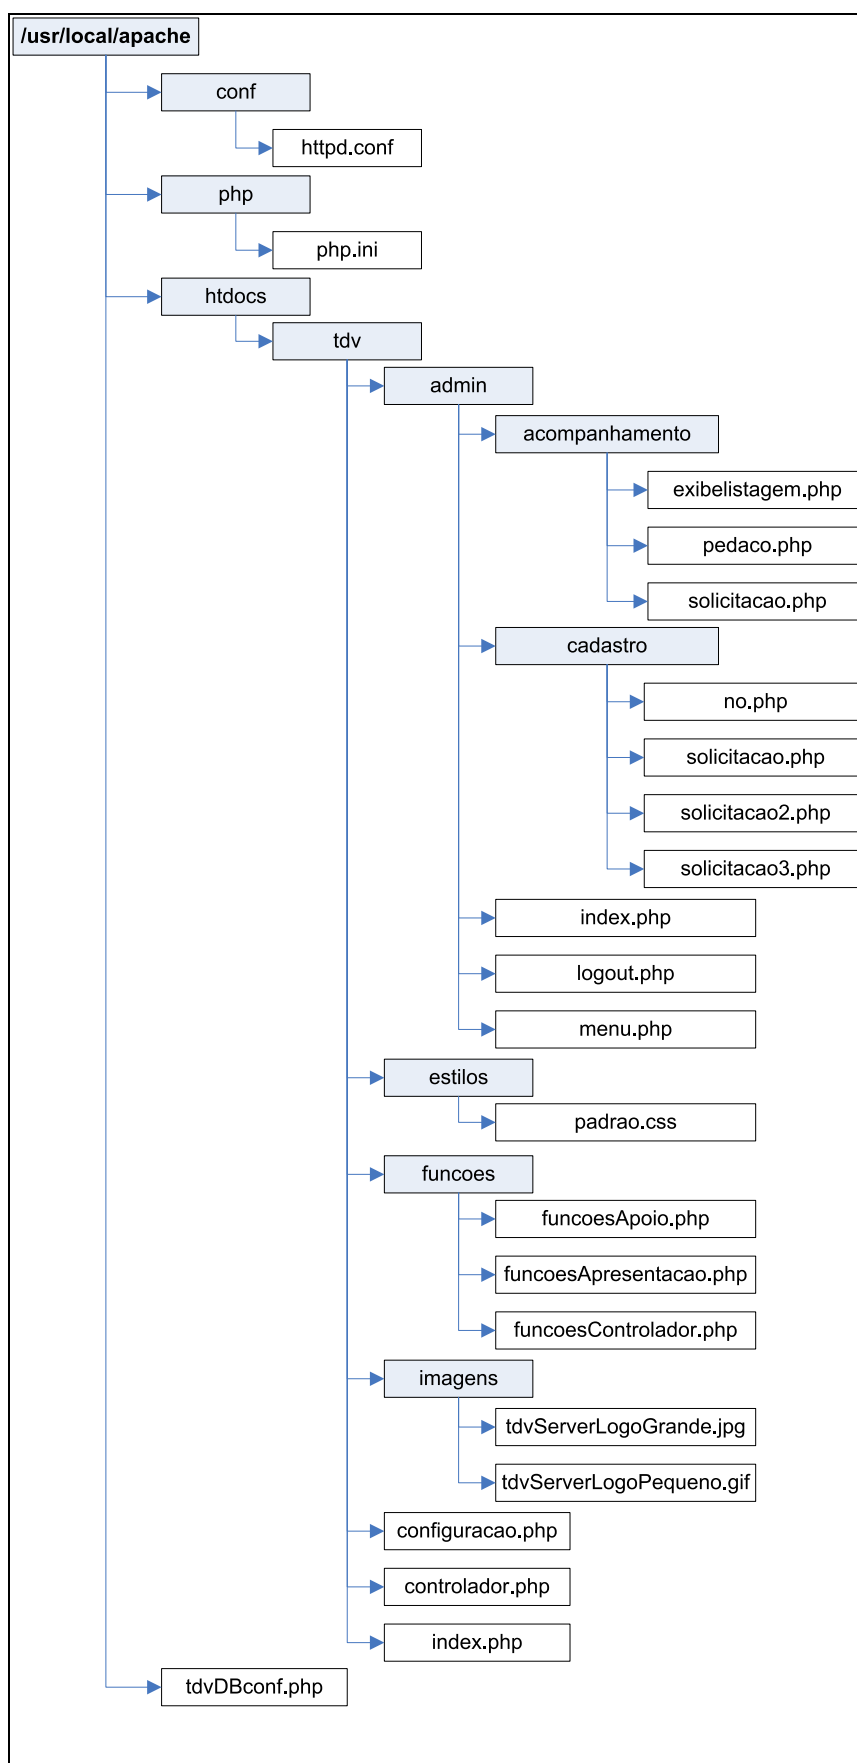 /usr/local/apache
conf
httpd.conf
php
php.ini
htdocs
tdv
admin
acompanhamento
exibelistagem.php
pedaco.php
solicitacao.php
cadastro
no.php
solicitacao.php
solicitacao2.php
solicitacao3.php
index.php
logout.php
menu.php
estilos
padrao.css
funcoes
funcoesApoio.php
funcoesApresentacao.php
funcoesControlador.php
imagens
tdvServerLogoGrande.jpg
tdvServerLogoPequeno.gif
configuracao.php
controlador.php
index.php
tdvDBconf.php